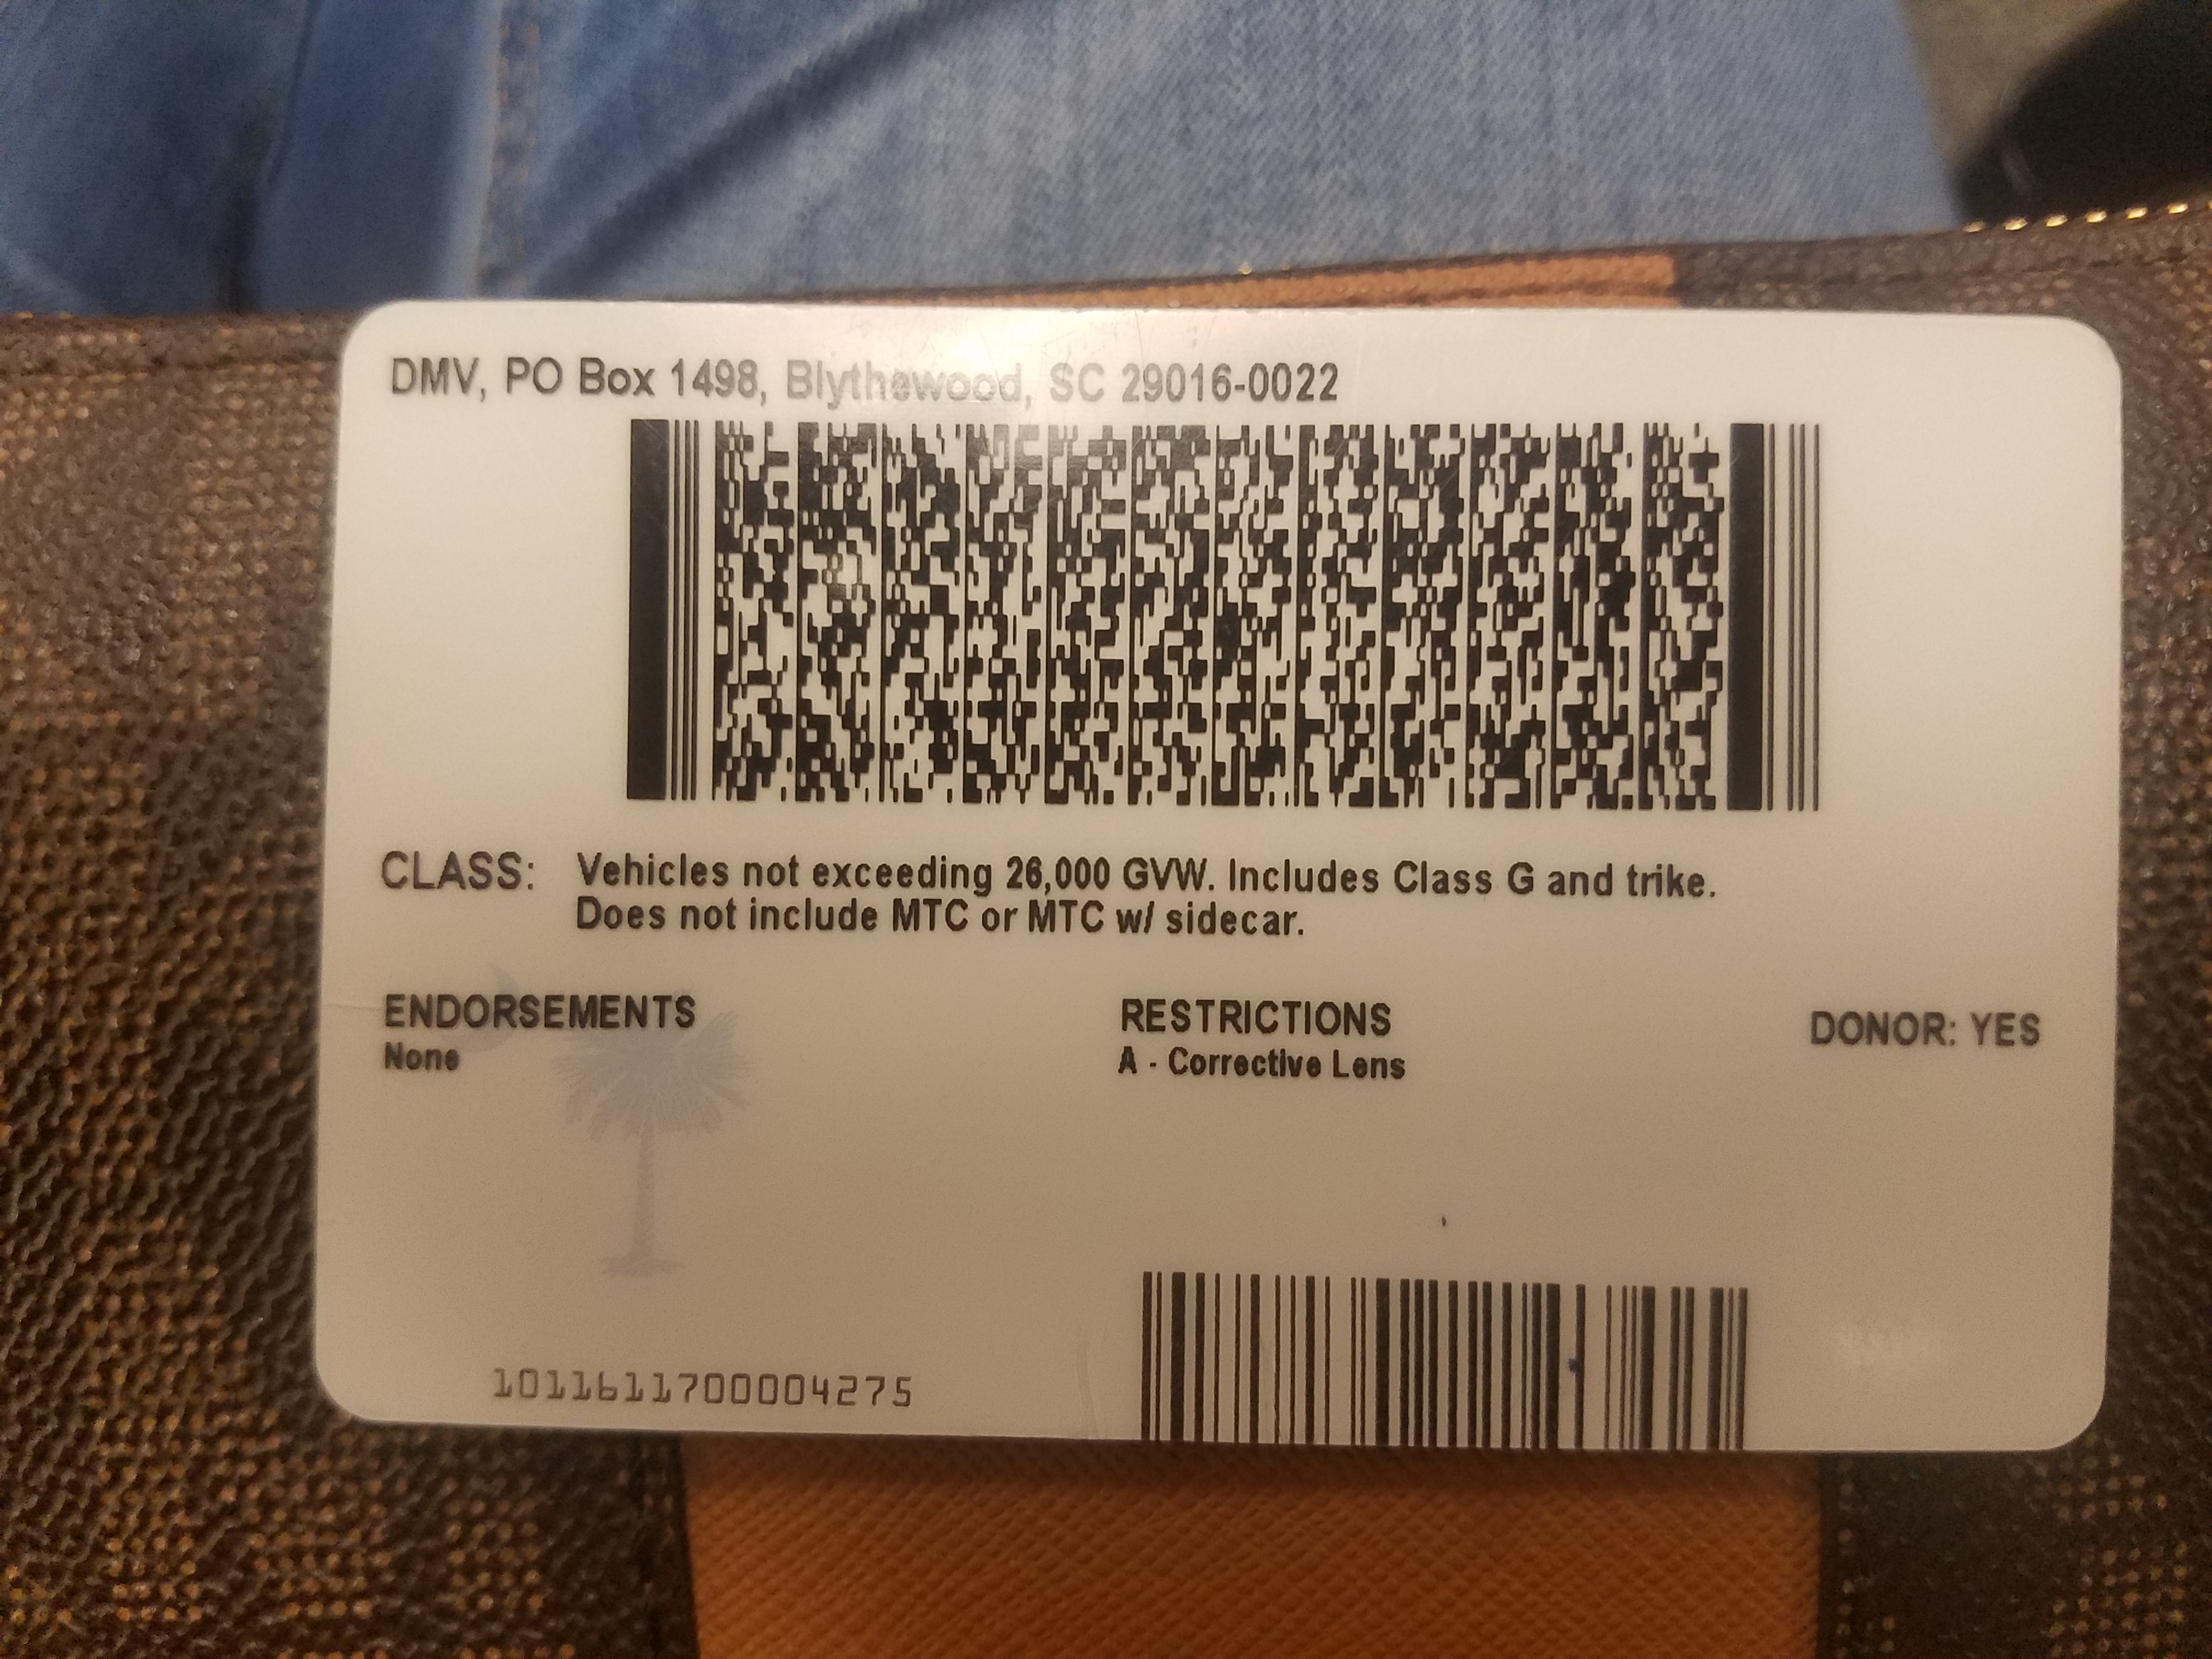 DMV, PO Box 1498, Blythewood, SC 29016-0022
CLASS: Vehicles not exceeding 26,000 GVW. Includes Class G and trike.
Does not include MTC or MTC w/ sidecar.
ENDORSEMENTS
None
RESTRICTIONS
A - Corrective Lens
DONOR: YES
1011611700004275